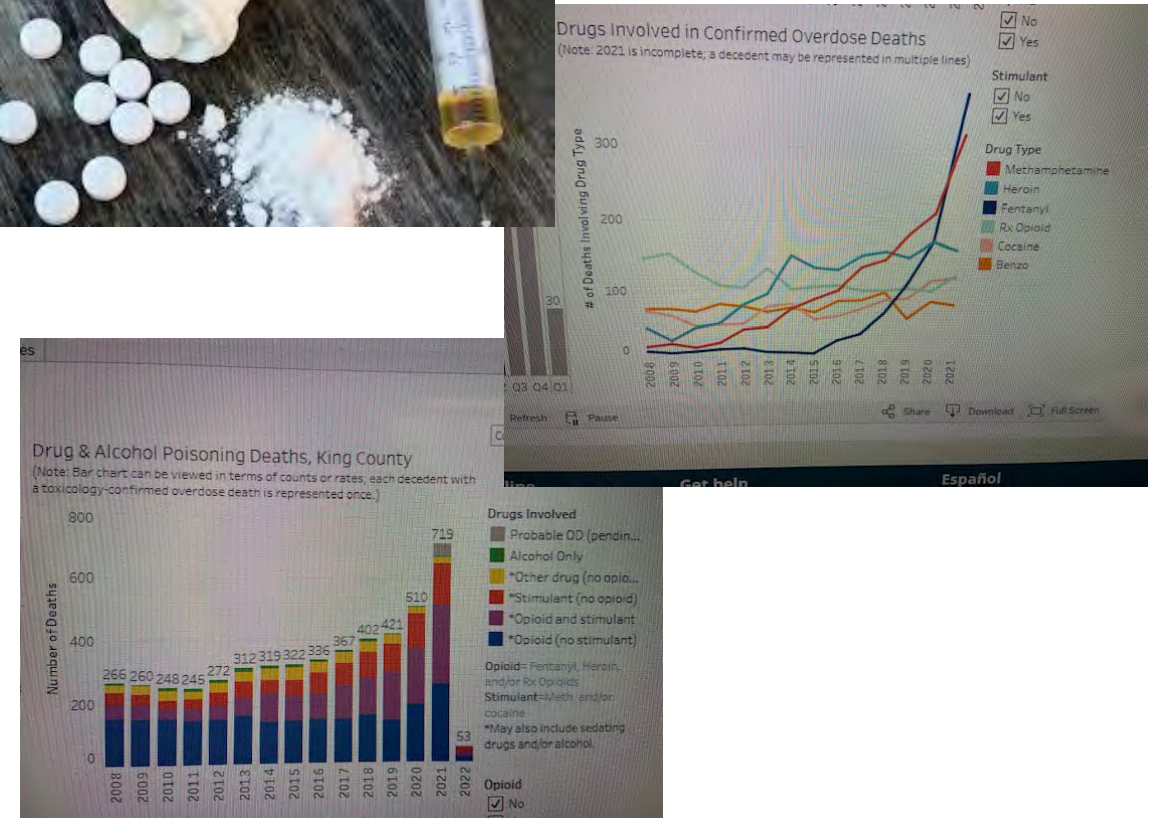 Drugs Involved in Confirmed Overdose Deaths
(Note: 2021 is incomplete; a decedent may be represented in multiple lines)
No
Yes
Stimulant
No
Yes
Drug Type
Methamphetamine
Heroin
Fentanyl
Rx Opioid
Cocaine
Benzo
# of Deaths Involving Drug Type
300
200
100
0
2008 2009 2010 2011 2012 2013 2014 2015 2016 2017 2018 2019 2020 2021
30
Q3 Q4 Q1
Refresh Pause Share Download Full Screen
Get help Español
es
Drug & Alcohol Poisoning Deaths, King County
(Note: Bar chart can be viewed in terms of counts or rates; each decedent with
a toxicology-confirmed overdose death is represented once.)
Number of Deaths
800
600
400
200
0
266 260 248 245 272 312 319 322 336 367 402 421 510 719 53
2008 2009 2010 2011 2012 2013 2014 2015 2016 2017 2018 2019 2020 2021 2022
Drugs Involved
Probable OD (pendin...
Alcohol Only
*Other drug (no opio...
*Stimulant (no opioid)
*Opioid and stimulant
*Opioid (no stimulant)
Opioid= Fentanyl, Heroin,
and/or Rx Opioids
Stimulant=Meth and/or
cocaine
*May also include sedating
drugs and/or alcohol.
Opioid
No